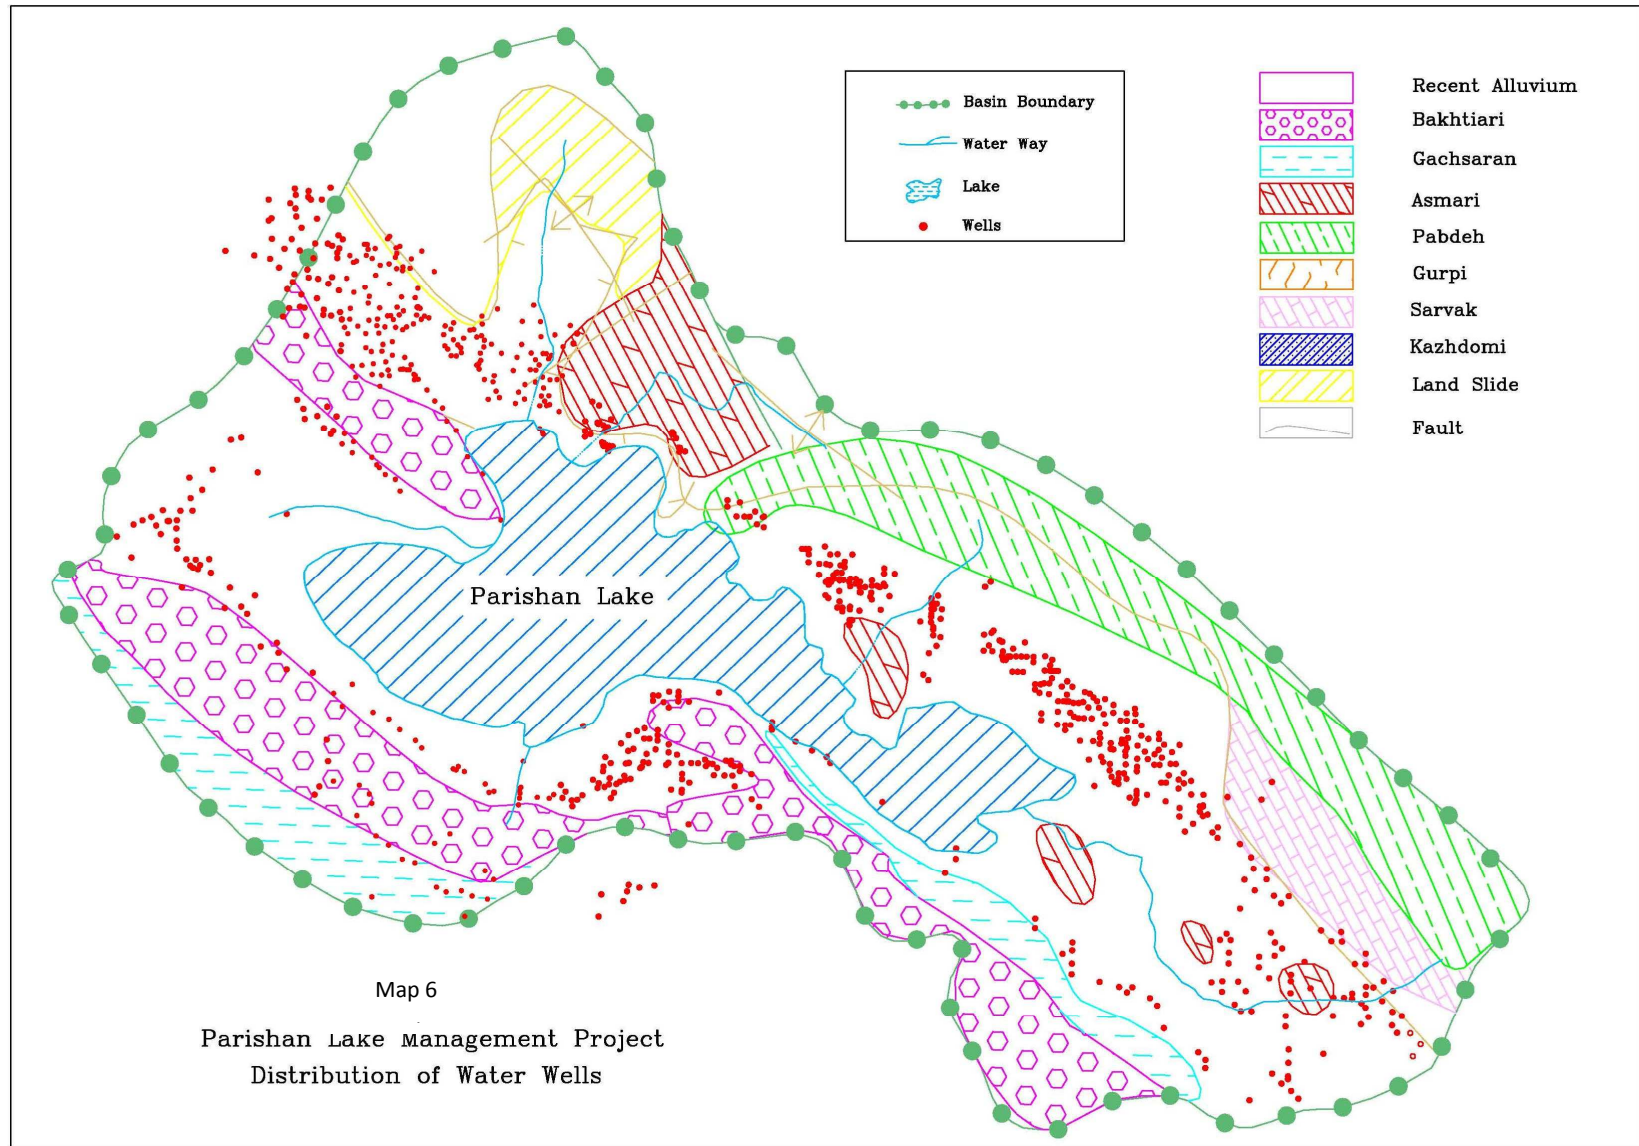 Basin Boundary
Water Way
Lake
Wells
Recent Alluvium
Bakhtiari
Gachsaran
Asmari
Pabdeh
Gurpi
Sarvak
Kazhdomi
Land Slide
Fault
Parishan Lake
Map 6
Parishan Lake Management Project
Distribution of Water Wells